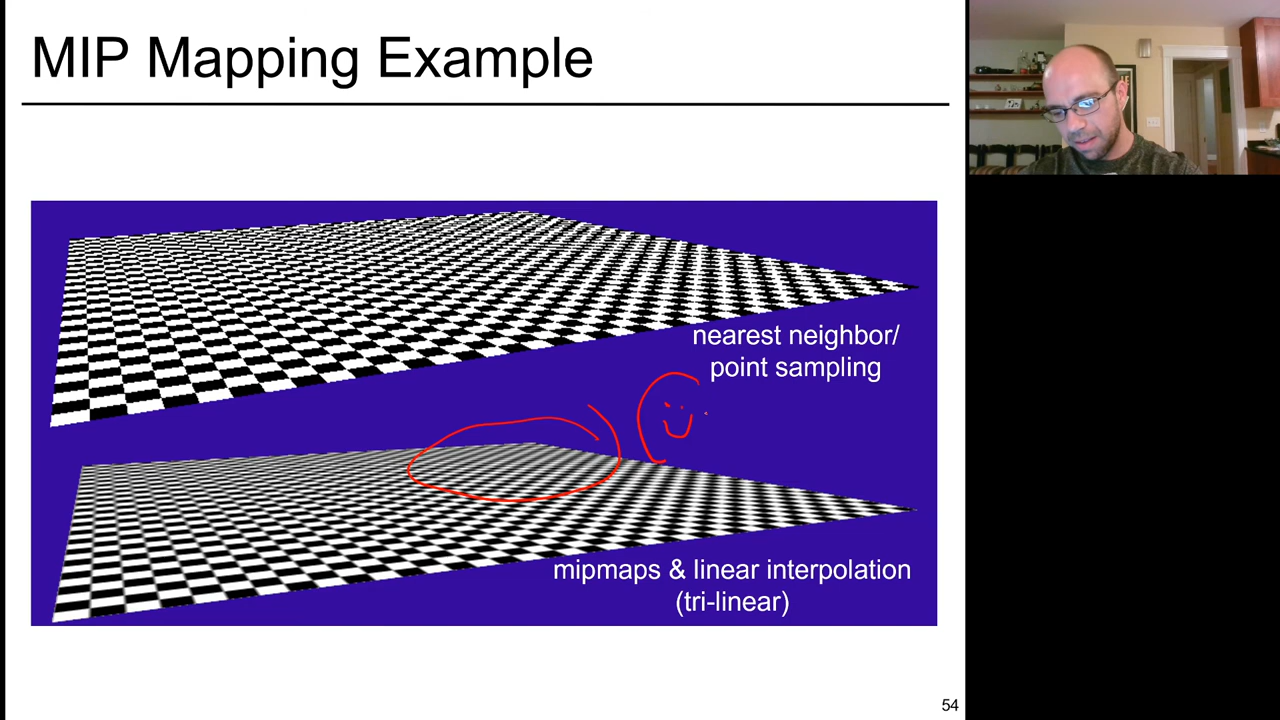 MIP Mapping Example
nearest neighbor/
point sampling
mipmaps & linear interpolation
(tri-linear)
54